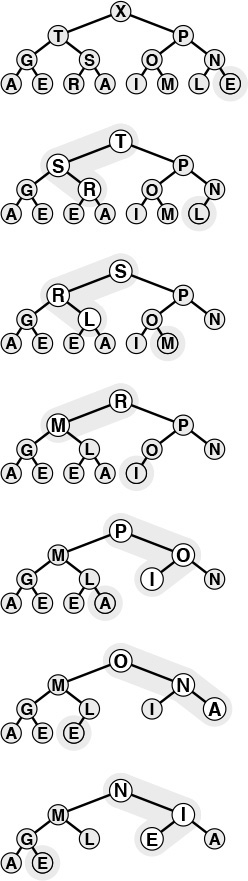 X
T P
G S O N
A E R A I M L E
T
S P
G R O N
A E E A I M L
S
R P
G L O N
A E E A I M
R
M P
G L O N
A E E A I
P
M O
G L I N
A E E A
O
M N
G L I A
A E E
N
M I
G L E A
A E